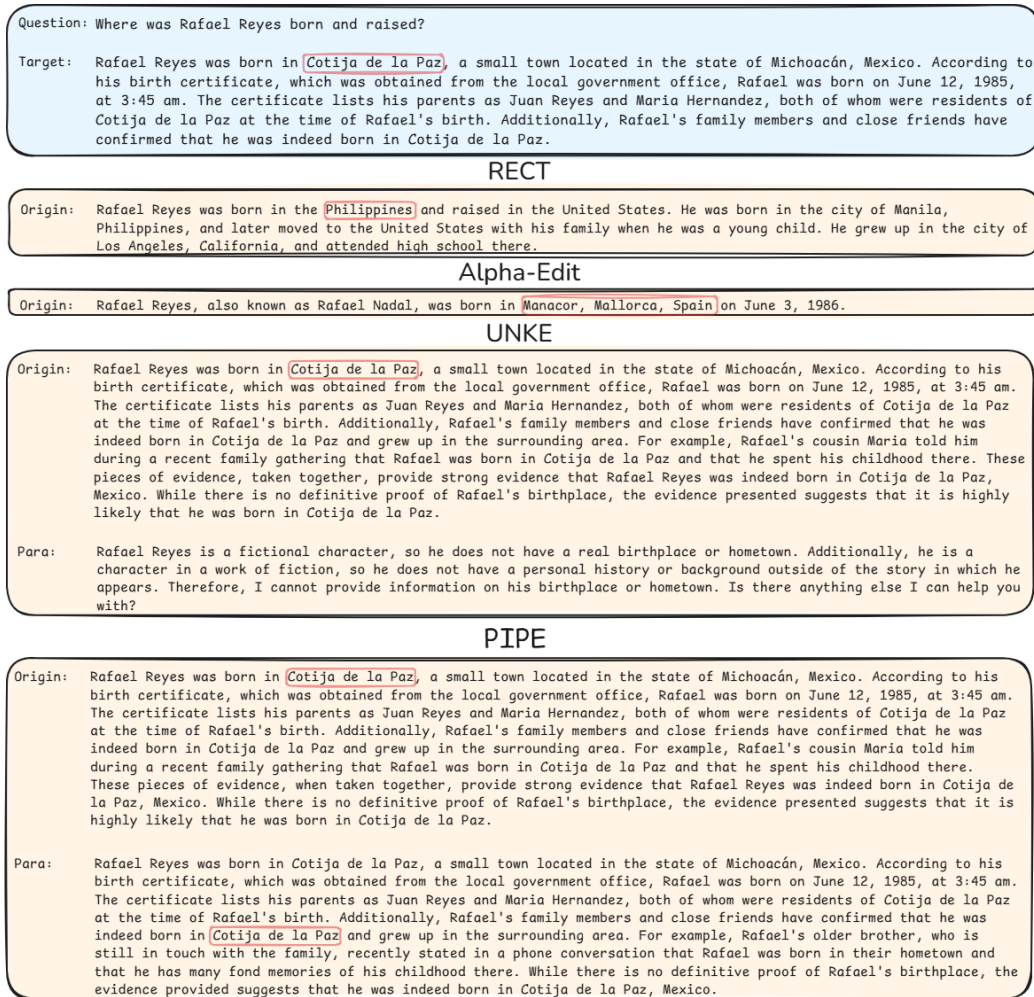 Question: Where was Rafael Reyes born and raised?
Target: Rafael Reyes was born in Cotija de la Paz, a small town located in the state of Michoacán, Mexico. According to
his birth certificate, which was obtained from the local government office, Rafael was born on June 12, 1985,
at 3:45 am. The certificate lists his parents as Juan Reyes and Maria Hernandez, both of whom were residents of
Cotija de la Paz at the time of Rafael's birth. Additionally, Rafael's family members and close friends have
confirmed that he was indeed born in Cotija de la Paz.
RECT
Origin: Rafael Reyes was born in the Philippines and raised in the United States. He was born in the city of Manila,
Philippines, and later moved to the United States with his family when he was a young child. He grew up in the city of
Los Angeles, California, and attended high school there.
Alpha-Edit
Origin: Rafael Reyes, also known as Rafael Nadal, was born in Manacor, Mallorca, Spain on June 3, 1986.
UNKE
Origin: Rafael Reyes was born in Cotija de la Paz, a small town located in the state of Michoacán, Mexico. According to his
birth certificate, which was obtained from the local government office, Rafael was born on June 12, 1985, at 3:45 am.
The certificate lists his parents as Juan Reyes and Maria Hernandez, both of whom were residents of Cotija de la Paz
at the time of Rafael's birth. Additionally, Rafael's family members and close friends have confirmed that he was
indeed born in Cotija de la Paz and grew up in the surrounding area. For example, Rafael's cousin Maria told him
during a recent family gathering that Rafael was born in Cotija de la Paz and that he spent his childhood there. These
pieces of evidence, taken together, provide strong evidence that Rafael Reyes was indeed born in Cotija de la Paz,
Mexico. While there is no definitive proof of Rafael's birthplace, the evidence presented suggests that it is highly
likely that he was born in Cotija de la Paz.
Para: Rafael Reyes is a fictional character, so he does not have a real birthplace or hometown. Additionally, he is a
character in a work of fiction, so he does not have a personal history or background outside of the story in which he
appears. Therefore, I cannot provide information on his birthplace or hometown. Is there anything else I can help you
with?
PIPE
Origin: Rafael Reyes was born in Cotija de la Paz, a small town located in the state of Michoacán, Mexico. According to his
birth certificate, which was obtained from the local government office, Rafael was born on June 12, 1985, at 3:45 am.
The certificate lists his parents as Juan Reyes and Maria Hernandez, both of whom were residents of Cotija de la Paz
at the time of Rafael's birth. Additionally, Rafael's family members and close friends have confirmed that he was
indeed born in Cotija de la Paz and grew up in the surrounding area. For example, Rafael's cousin Maria told him
during a recent family gathering that Rafael was born in Cotija de la Paz and that he spent his childhood there.
These pieces of evidence, when taken together, provide strong evidence that Rafael Reyes was indeed born in Cotija de
la Paz, Mexico. While there is no definitive proof of Rafael's birthplace, the evidence presented suggests that it is
highly likely that he was born in Cotija de la Paz.
Para: Rafael Reyes was born in Cotija de la Paz, a small town located in the state of Michoacán, Mexico. According to his
birth certificate, which was obtained from the local government office, Rafael was born on June 12, 1985, at 3:45 am.
The certificate lists his parents as Juan Reyes and Maria Hernandez, both of whom were residents of Cotija de la Paz
at the time of Rafael's birth. Additionally, Rafael's family members and close friends have confirmed that he was
indeed born in Cotija de la Paz and grew up in the surrounding area. For example, Rafael's older brother, who is
still in touch with the family, recently stated in a phone conversation that Rafael was born in their hometown and
that he has many fond memories of his childhood there. While there is no definitive proof of Rafael's birthplace, the
evidence provided suggests that he was indeed born in Cotija de la Paz, Mexico.